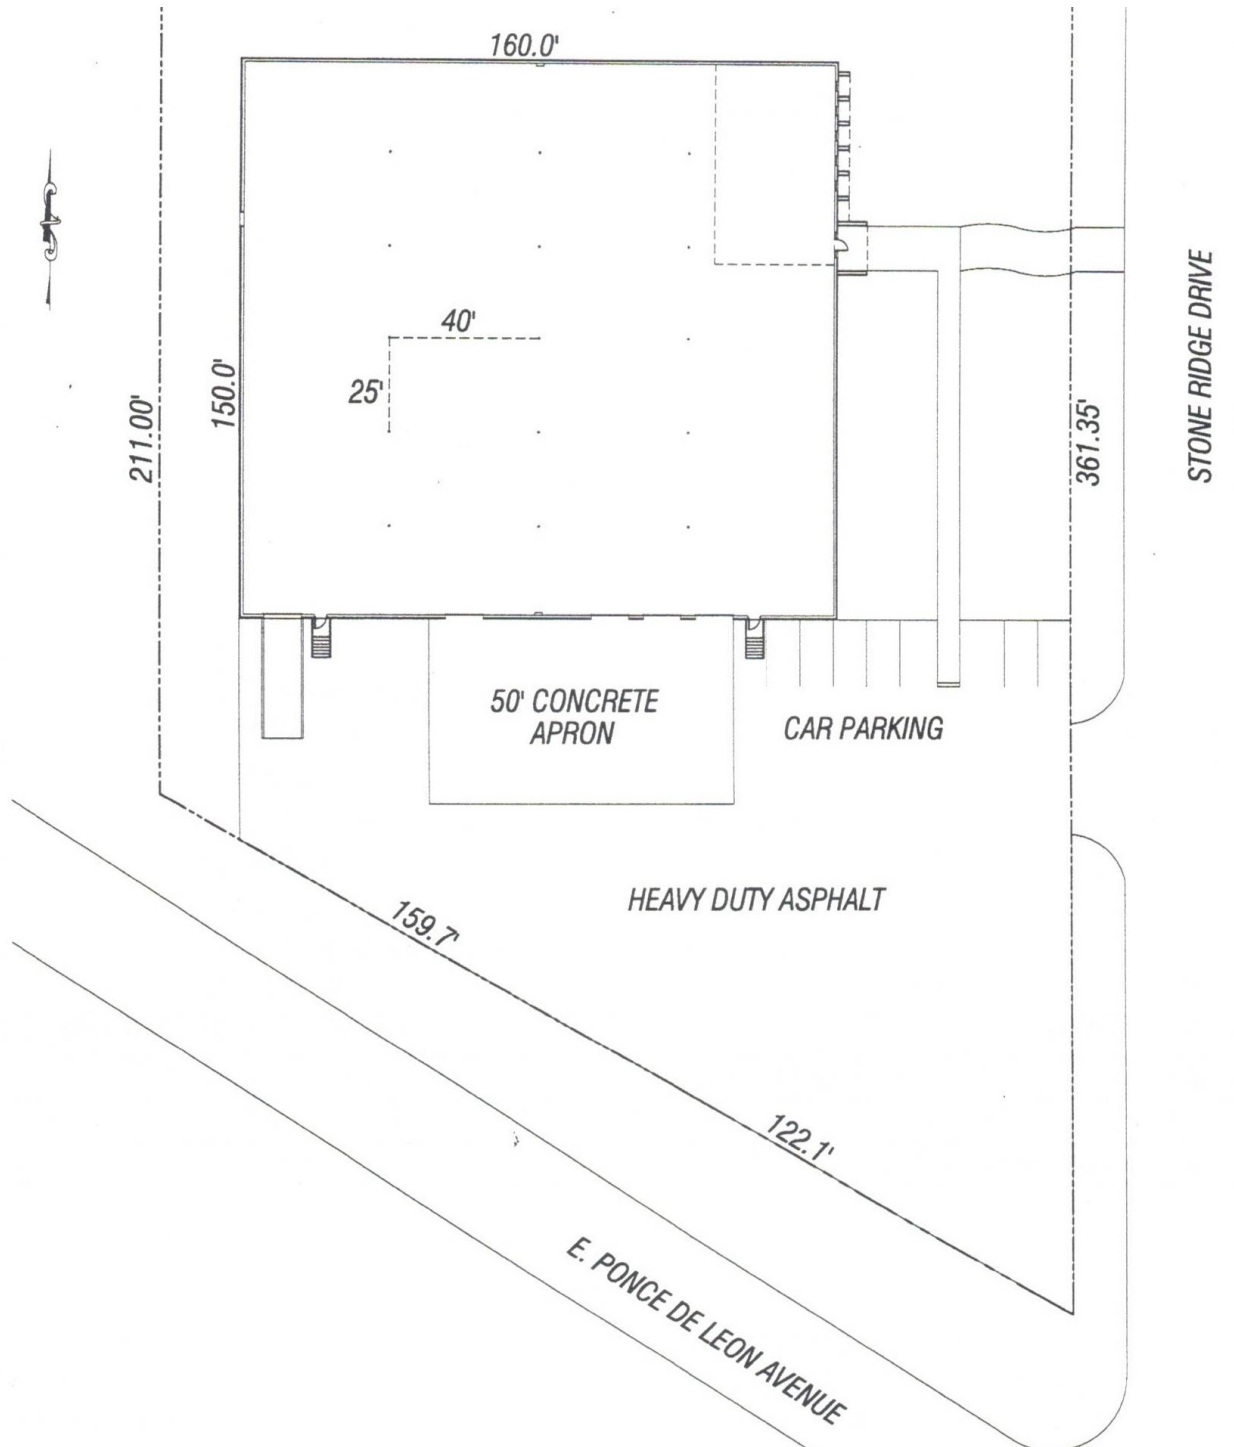 160.0'
40'
25'
150.0'
211.00'
361.35'
STONE RIDGE DRIVE
50' CONCRETE
APRON
CAR PARKING
HEAVY DUTY ASPHALT
159.7'
122.1'
E. PONCE DE LEON AVENUE